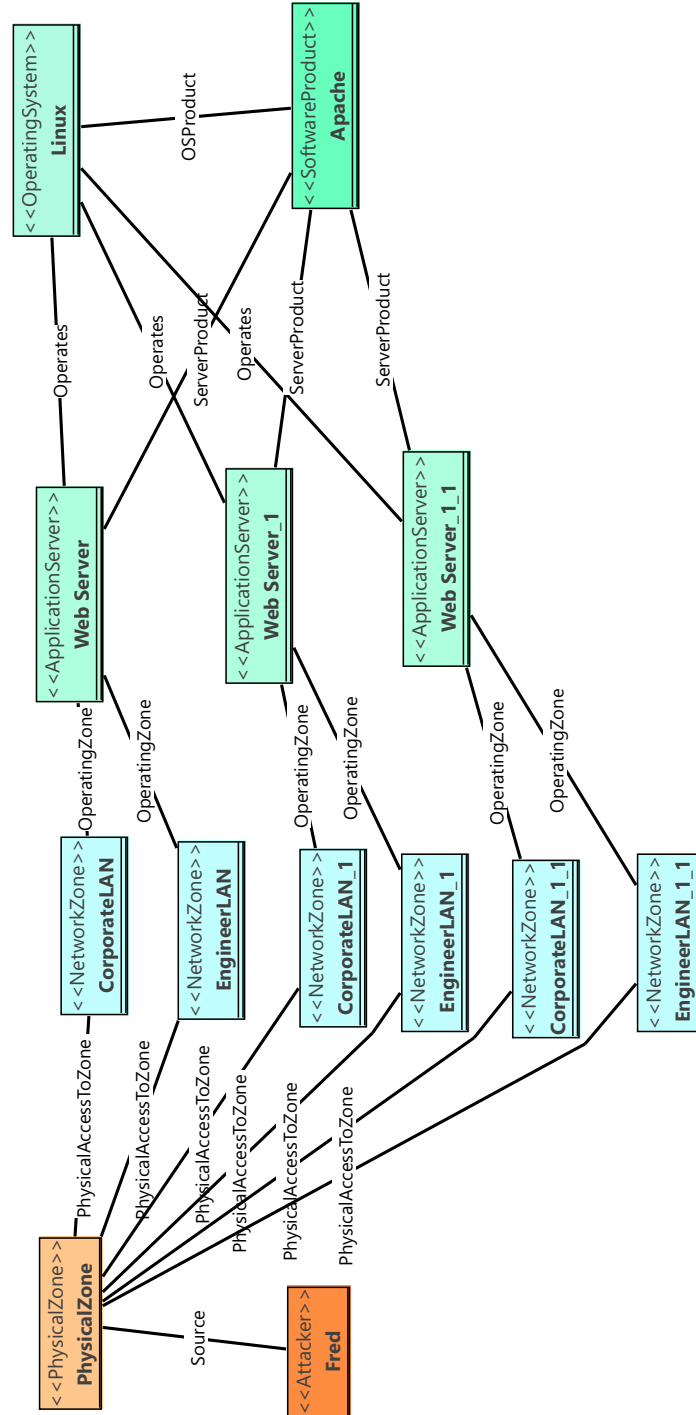 <<OperatingSystem>>
Linux
<<SoftwareProduct>>
Apache
OSProduct
Operates
Operates
Operates
ServerProduct
ServerProduct
ServerProduct
<<ApplicationServer>>
Web Server
<<ApplicationServer>>
Web Server_1
<<ApplicationServer>>
Web Server_1_1
OperatingZone
OperatingZone
OperatingZone
OperatingZone
OperatingZone
OperatingZone
<<NetworkZone>>
CorporateLAN
<<NetworkZone>>
EngineerLAN
<<NetworkZone>>
CorporateLAN_1
<<NetworkZone>>
EngineerLAN_1
<<NetworkZone>>
CorporateLAN_1_1
<<NetworkZone>>
EngineerLAN_1_1
PhysicalAccessToZone
PhysicalAccessToZone
PhysicalAccessToZone
PhysicalAccessToZone
PhysicalAccessToZone
PhysicalAccessToZone
<<PhysicalZone>>
PhysicalZone
Source
<<Attacker>>
Fred